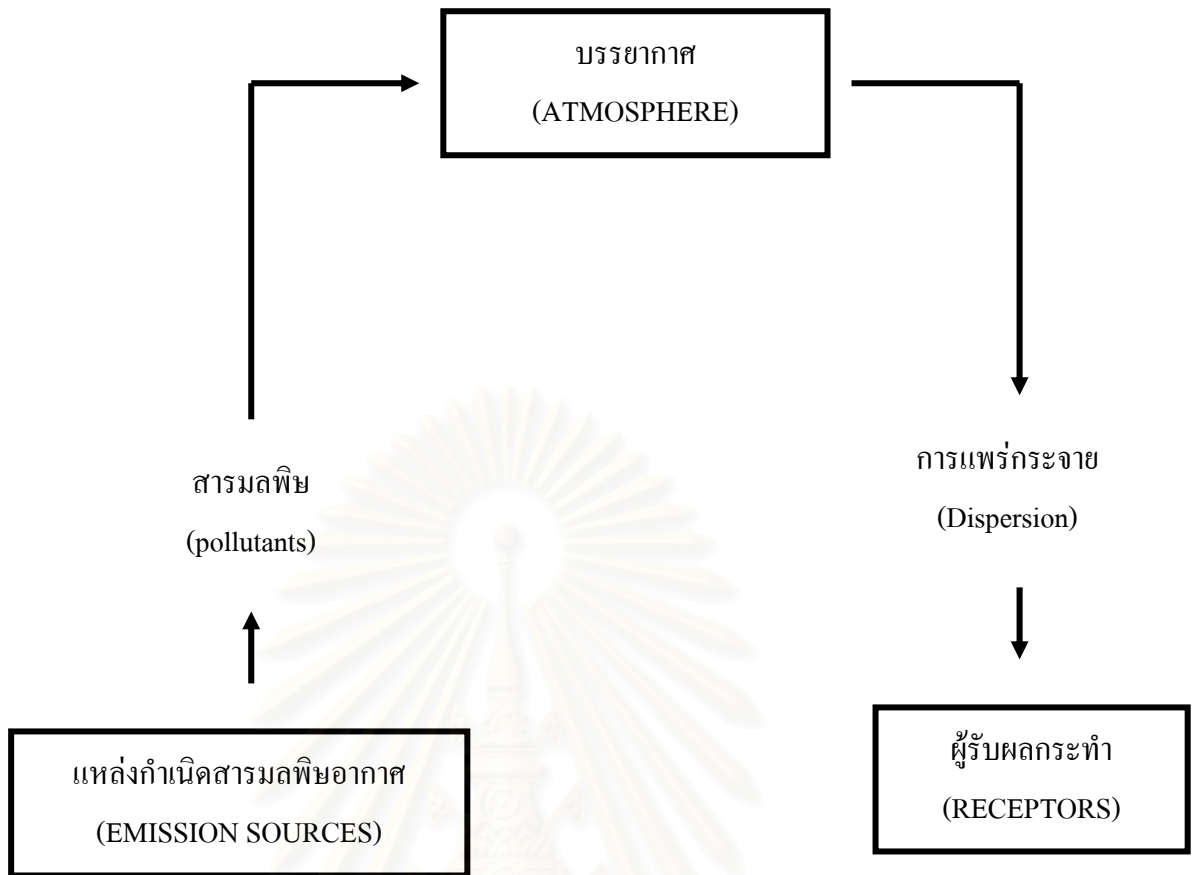 บรรยากาศ
(ATMOSPHERE)
สารมลพิษ
(pollutants)
การแพร่กระจาย
(Dispersion)
แหล่งกำเนิดสารมลพิษอากาศ
(EMISSION SOURCES)
ผู้รับผลกระทำ
(RECEPTORS)